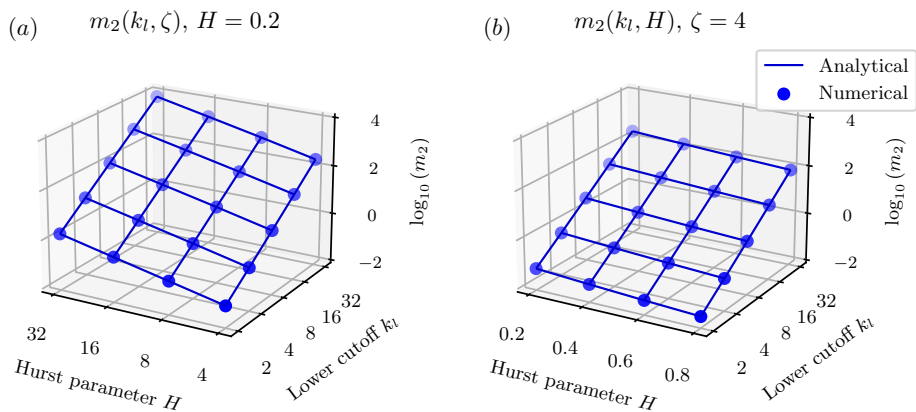 (a) m₂(kₗ, ζ), H = 0.2
4
2
0
−2
log₁₀(m₂)
32
16
8
4
Hurst parameter H
2
4
8
16
32
Lower cutoff kₗ
(b) m₂(kₗ, H), ζ = 4
Analytical
Numerical
4
2
0
−2
log₁₀(m₂)
0.2
0.4
0.6
0.8
Hurst parameter H
2
4
8
16
32
Lower cutoff kₗ